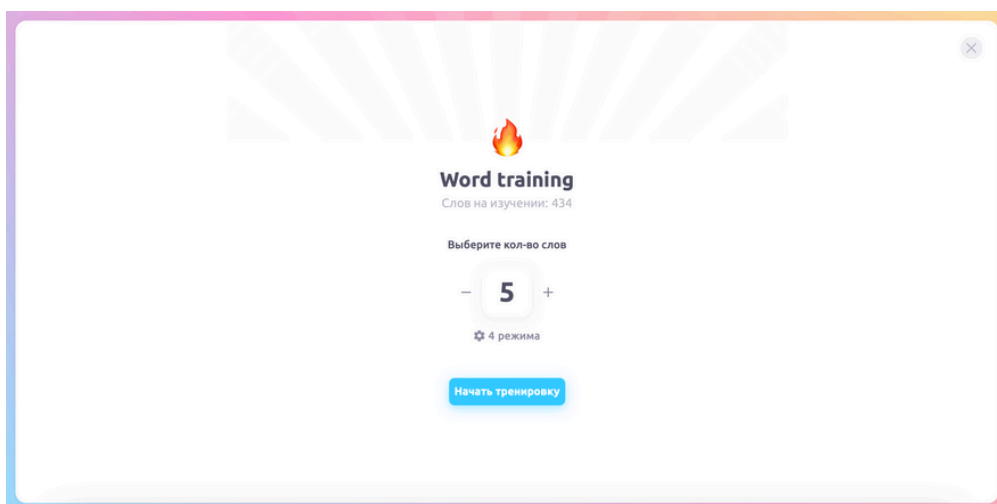 Word training
Слов на изучении: 434
Выберите кол-во слов
− 5 +
4 режима
Начать тренировку